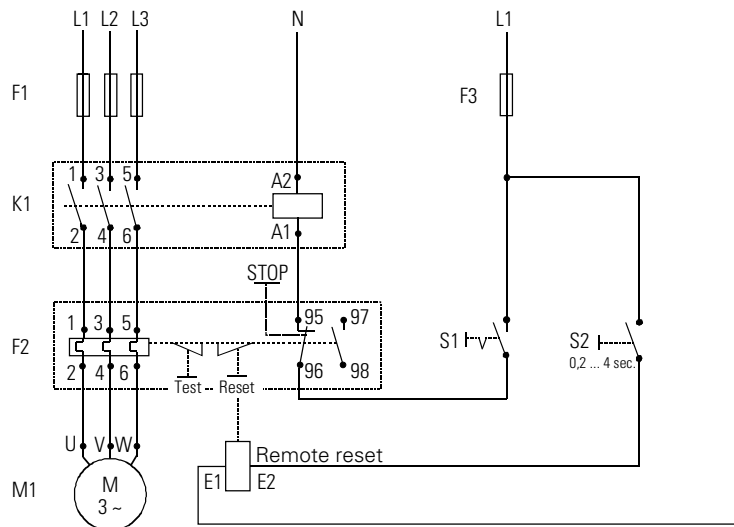 L1 L2 L3 N L1
F1 F3
1 3 5
A2
K1
A1
2 4 6
STOP
1 3 5 95 97
F2 S1 S2
0,2 ... 4 sec.
2 4 6 96 98
Test Reset
U V W
Remote reset
E1 E2
M1 M
3 ~